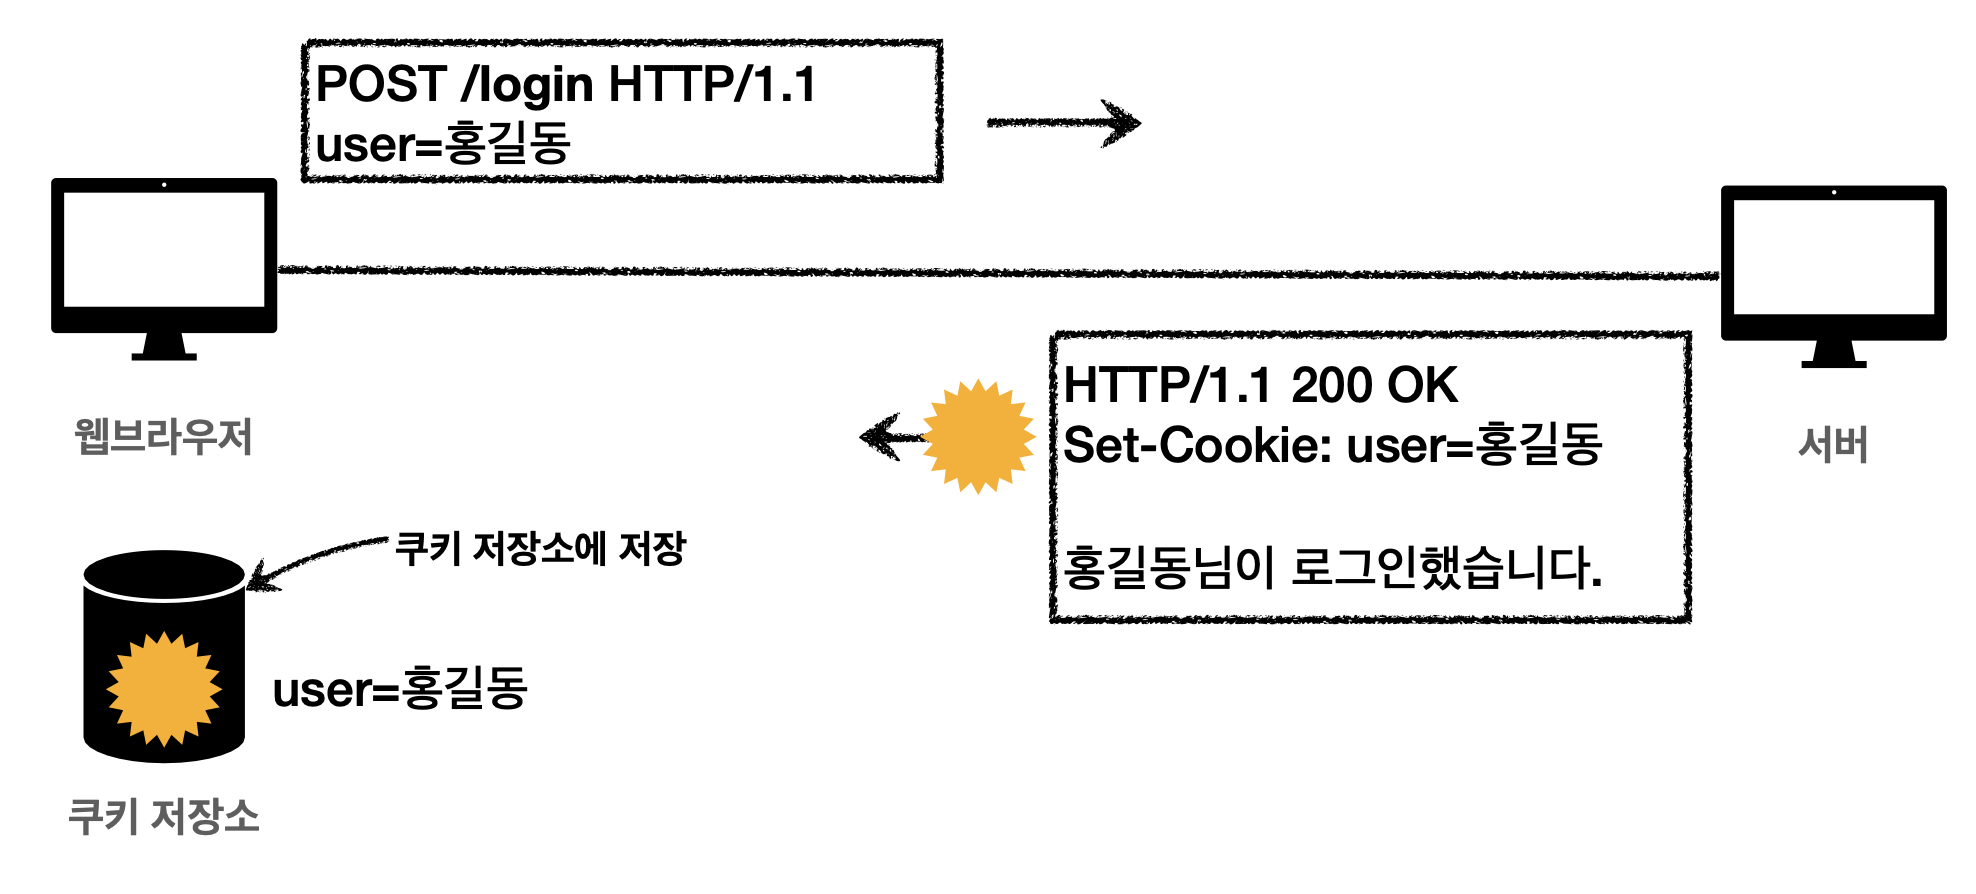 POST /login HTTP/1.1
user=홍길동
웹브라우저
HTTP/1.1 200 OK
Set-Cookie: user=홍길동
홍길동님이 로그인했습니다.
서버
쿠키 저장소에 저장
user=홍길동
쿠키 저장소